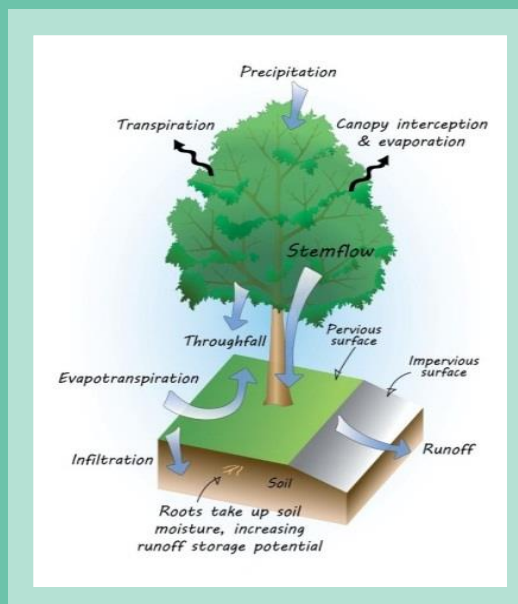 Precipitation
Transpiration
Canopy interception
& evaporation
Stemflow
Throughfall
Pervious
surface
Impervious
surface
Evapotranspiration
Runoff
Infiltration
Soil
Roots take up soil
moisture, increasing
runoff storage potential